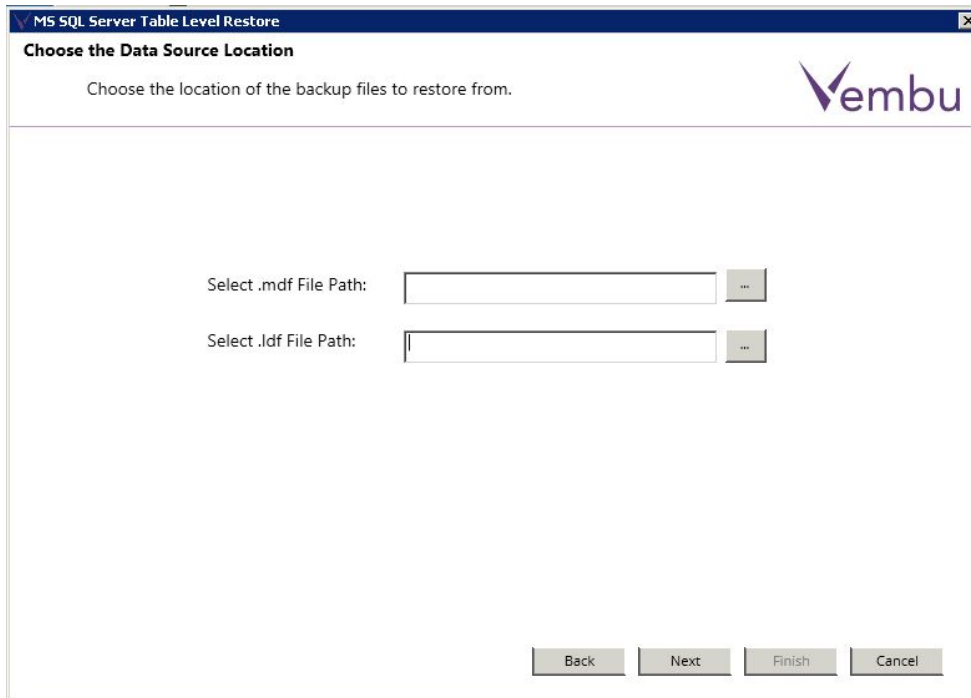 MS SQL Server Table Level Restore
Choose the Data Source Location
Choose the location of the backup files to restore from.
Vembu
Select .mdf File Path:
...
Select .ldf File Path:
...
Back Next Finish Cancel